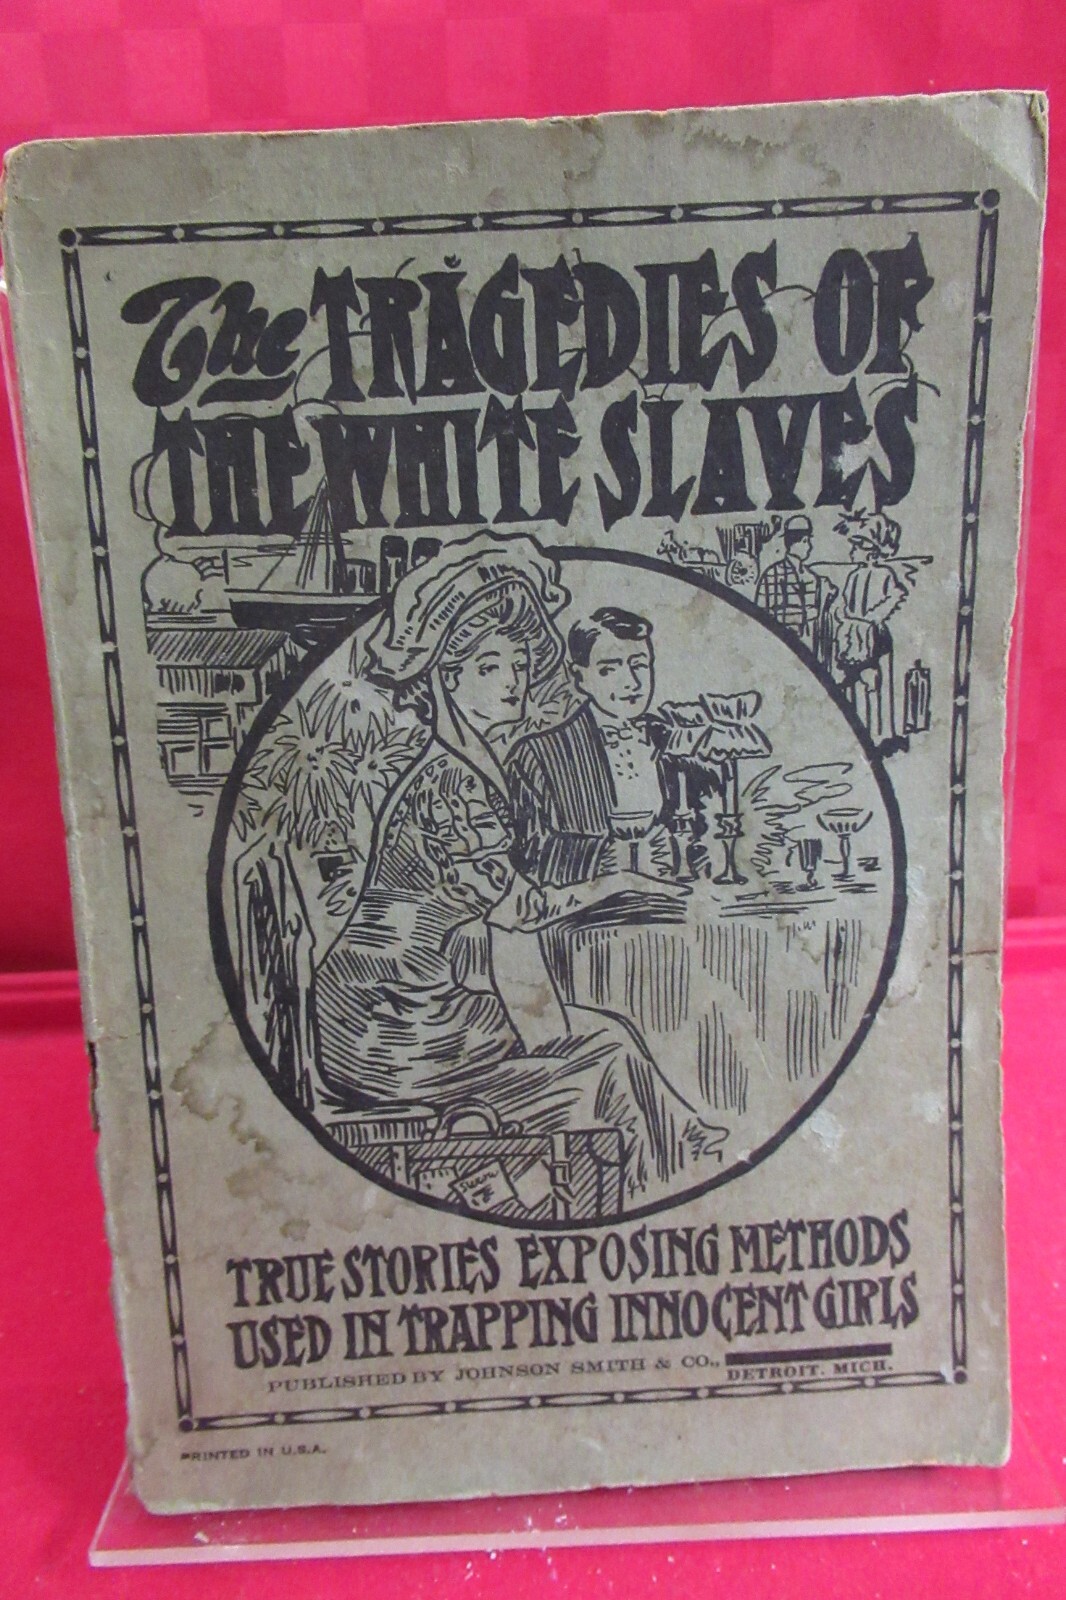 The TRAGEDIES OF
THE WHITE SLAVES
TRUE STORIES EXPOSING METHODS
USED IN TRAPPING INNOCENT GIRLS
PUBLISHED BY JOHNSON SMITH & CO.,
DETROIT. MICH.
PRINTED IN U.S.A.